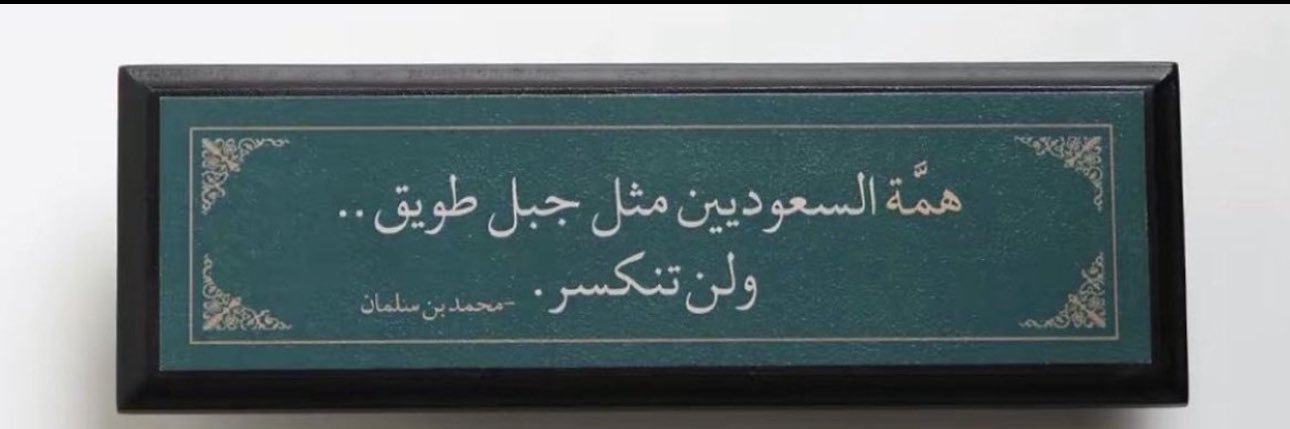 همَّة السعوديين مثل جبل طويق ..
ولن تنكسر .
-محمد بن سلمان